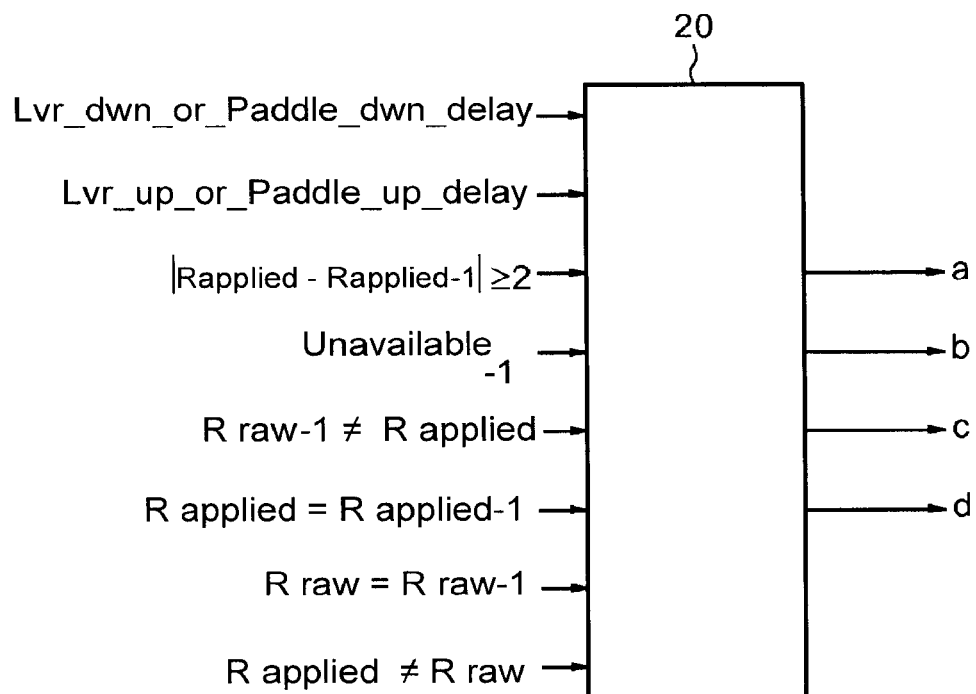 20
Lvr_dwn_or_Paddle_dwn_delay
Lvr_up_or_Paddle_up_delay
|Rapplied - Rapplied-1| ≥2
a
Unavailable-1
b
R raw-1 ≠ R applied
c
R applied = R applied-1
d
R raw = R raw-1
R applied ≠ R raw